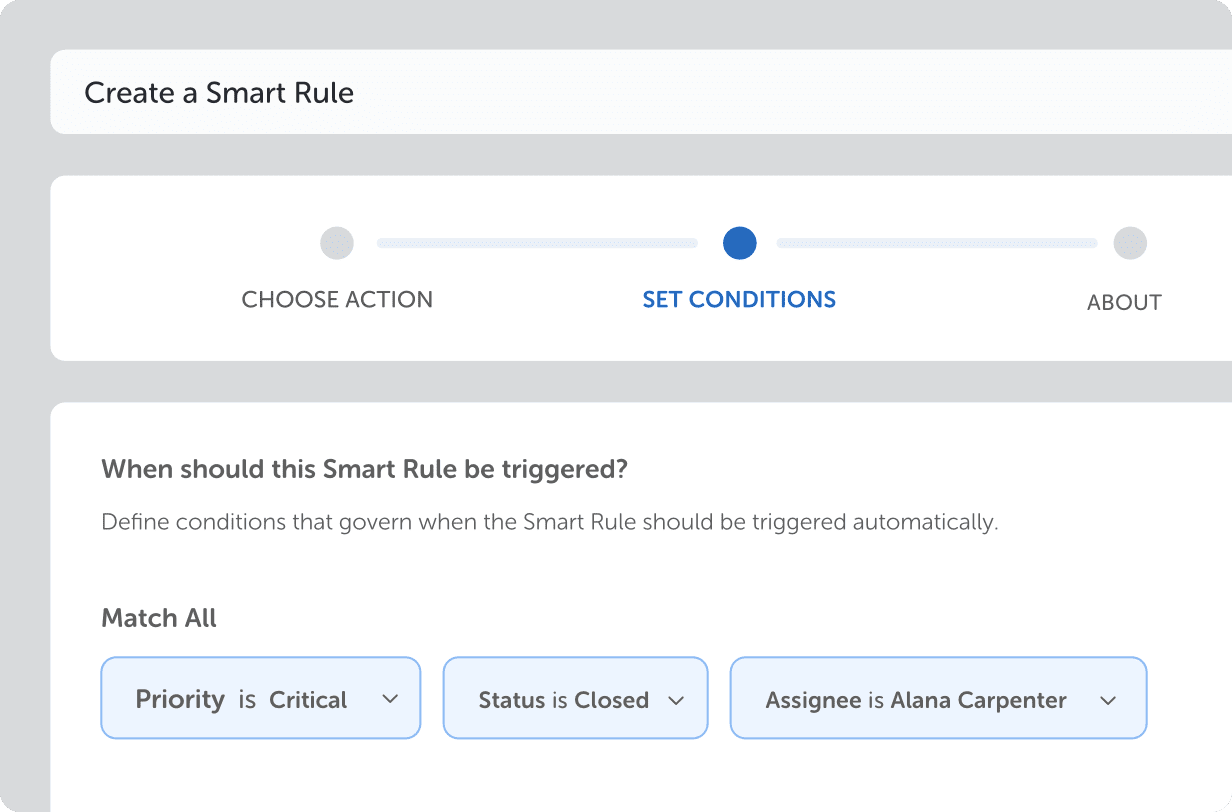 Create a Smart Rule
CHOOSE ACTION
SET CONDITIONS
ABOUT
When should this Smart Rule be triggered?
Define conditions that govern when the Smart Rule should be triggered automatically.
Match All
Priority is Critical
Status is Closed
Assignee is Alana Carpenter